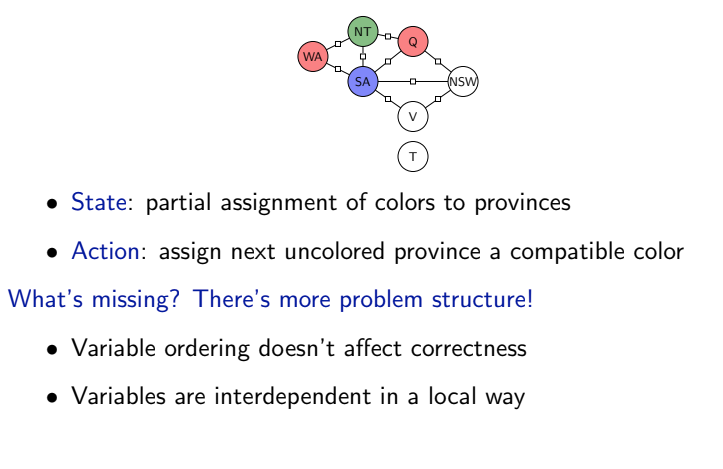 NT
Q
WA
SA
NSW
V
T
• State: partial assignment of colors to provinces
• Action: assign next uncolored province a compatible color
What's missing? There's more problem structure!
• Variable ordering doesn't affect correctness
• Variables are interdependent in a local way